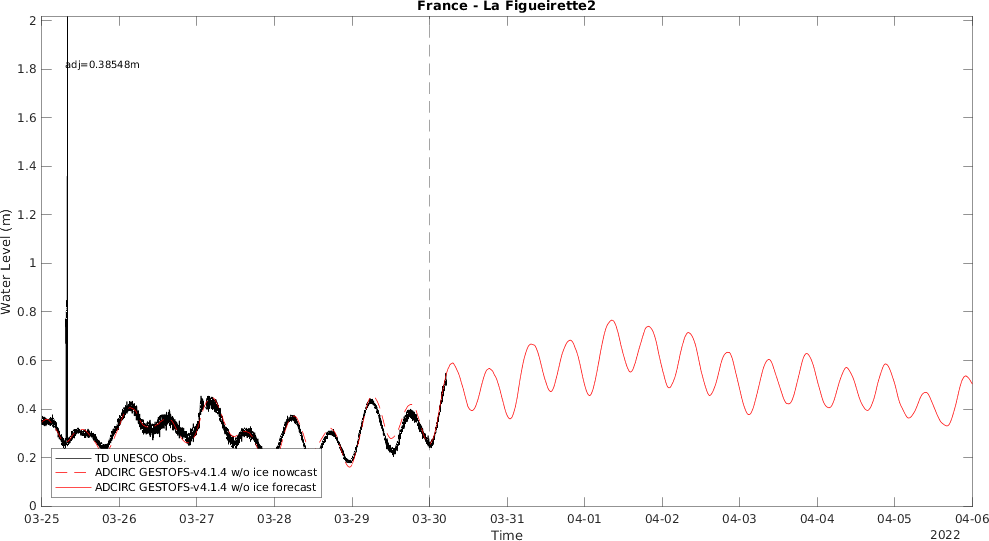 France - La Figueirette2
2
1.8
1.6
1.4
1.2
1
0.8
0.6
0.4
0.2
0
Water Level (m)
adj=0.38548m
TD UNESCO Obs.
ADCIRC GESTOFS-v4.1.4 w/o ice nowcast
ADCIRC GESTOFS-v4.1.4 w/o ice forecast
03-25 03-26 03-27 03-28 03-29 03-30 03-31 04-01 04-02 04-03 04-04 04-05 04-06
Time
2022